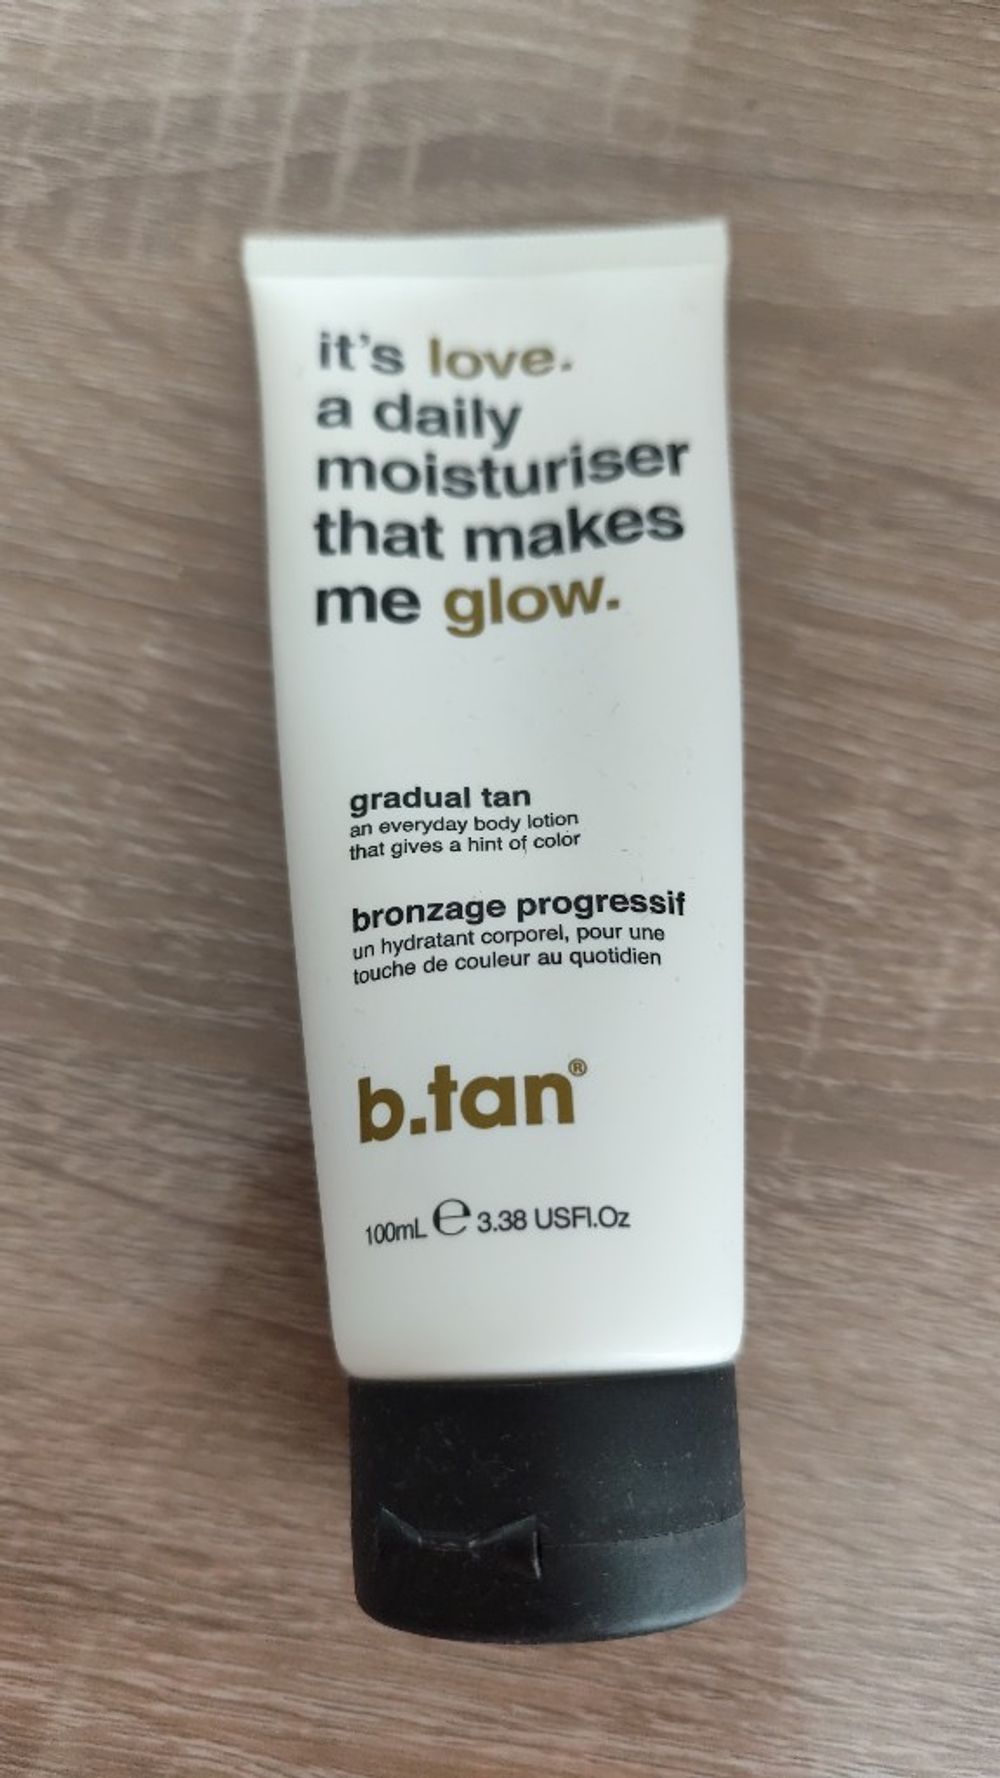 it's love.
a daily
moisturiser
that makes
me glow.
gradual tan
an everyday body lotion
that gives a hint of color
bronzage progressif
un hydratant corporel, pour une
touche de couleur au quotidien
b.tan®
100mL ℮ 3.38 USFl.Oz